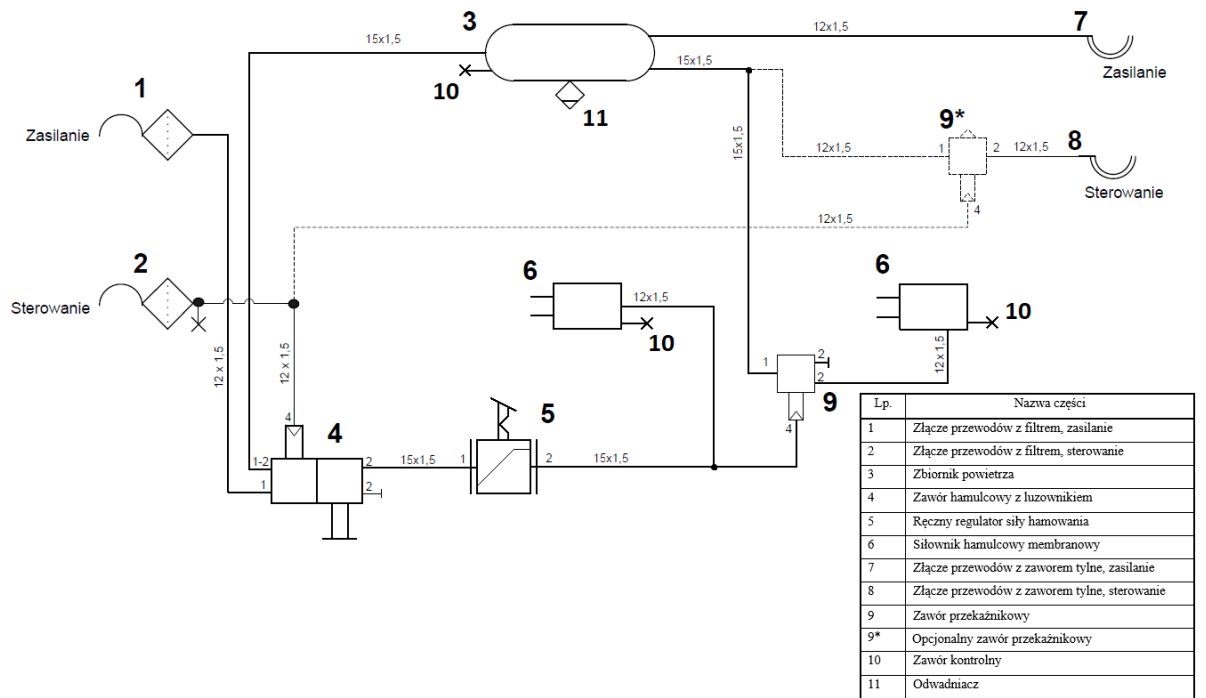 3
15x1,5
12x1,5
7
Zasilanie
10
11
15x1,5
1
Zasilanie
15x1,5
9*
1
2
12x1,5
12x1,5
8
Sterowanie
4
12x1,5
2
Sterowanie
12 x 1,5
12 x 1,5
6
12x1,5
10
6
10
12x1,5
1
2
2
9
4
4
4
1-2
1
2
2
15x1,5
5
1
2
15x1,5
Lp. Nazwa części
1 Złącze przewodów z filtrem, zasilanie
2 Złącze przewodów z filtrem, sterowanie
3 Zbiornik powietrza
4 Zawór hamulcowy z luzownikiem
5 Ręczny regulator siły hamowania
6 Siłownik hamulcowy membranowy
7 Złącze przewodów z zaworem tylne, zasilanie
8 Złącze przewodów z zaworem tylne, sterowanie
9 Zawór przekaźnikowy
9* Opcjonalny zawór przekaźnikowy
10 Zawór kontrolny
11 Odwadniacz